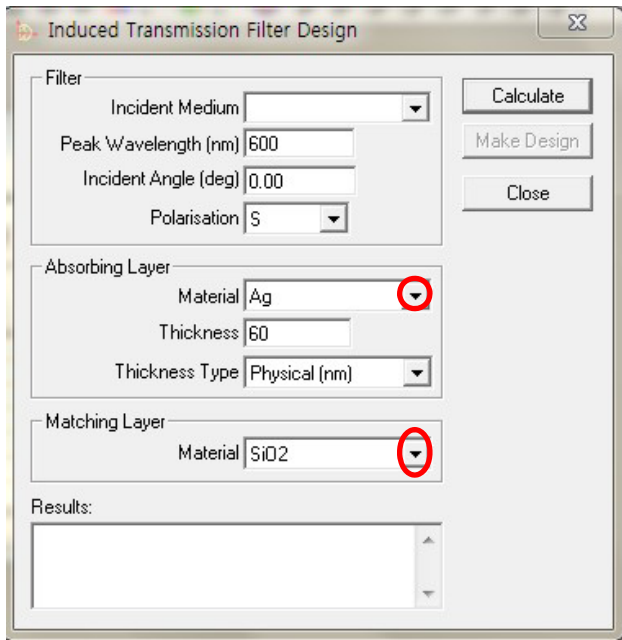 Induced Transmission Filter Design
Filter
Incident Medium
Calculate
Peak Wavelength (nm) 600
Make Design
Incident Angle (deg) 0.00
Close
Polarisation S
Absorbing Layer
Material Ag
Thickness 60
Thickness Type Physical (nm)
Matching Layer
Material SiO2
Results: